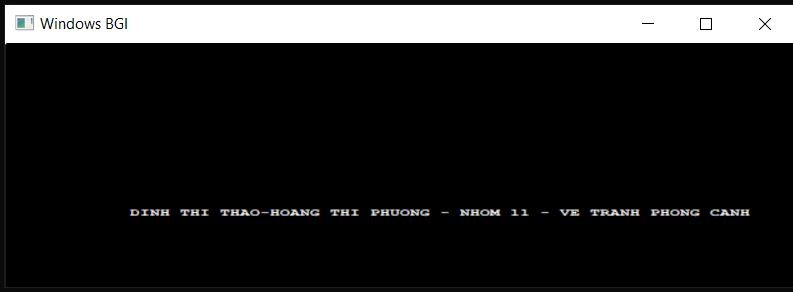 Windows BGI
DINH THI THAO-HOANG THI PHUONG - NHOM 11 - VE TRANH PHONG CANH